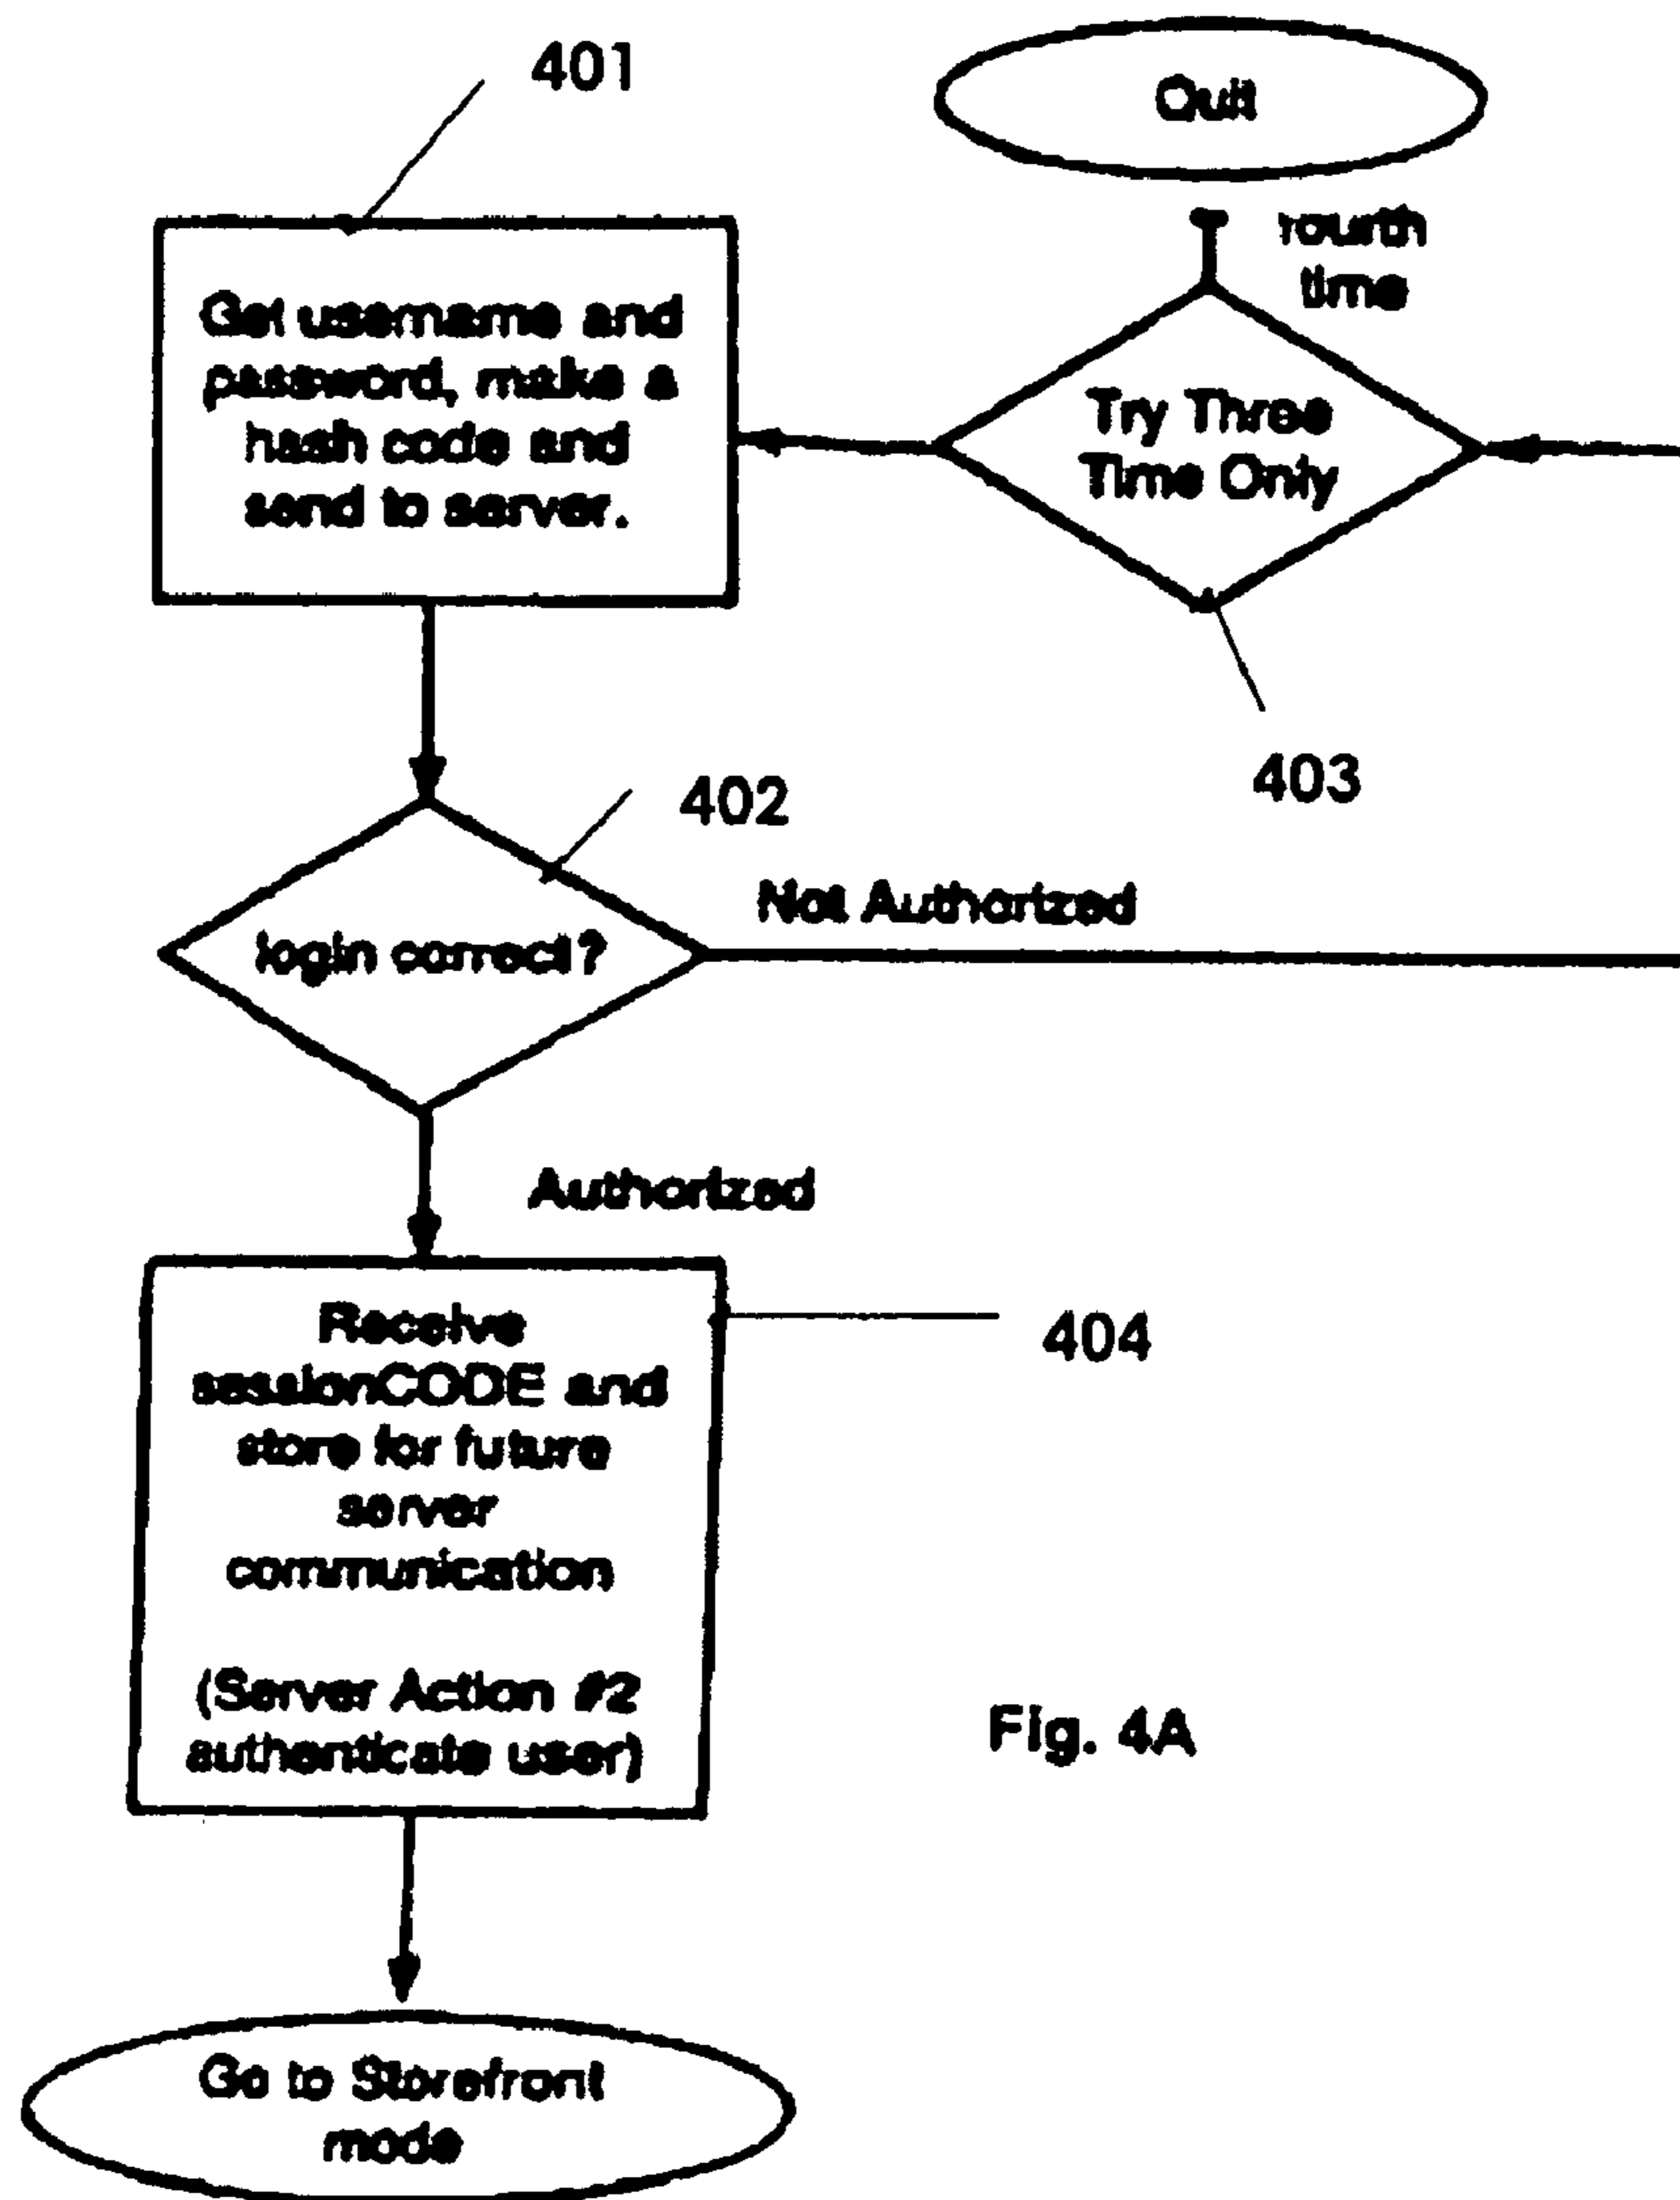 401
Quit
fourth
time
Get username and
password, make a
hash code and
send to server.
Try Three
Time Only
403
402
Not Authorized
login correct?
Authorized
Receive
sessionCODE and
store for future
server
communication
(Server Action #2
authenticate user)
404
Fig. 4A
Go to Storefront
mode